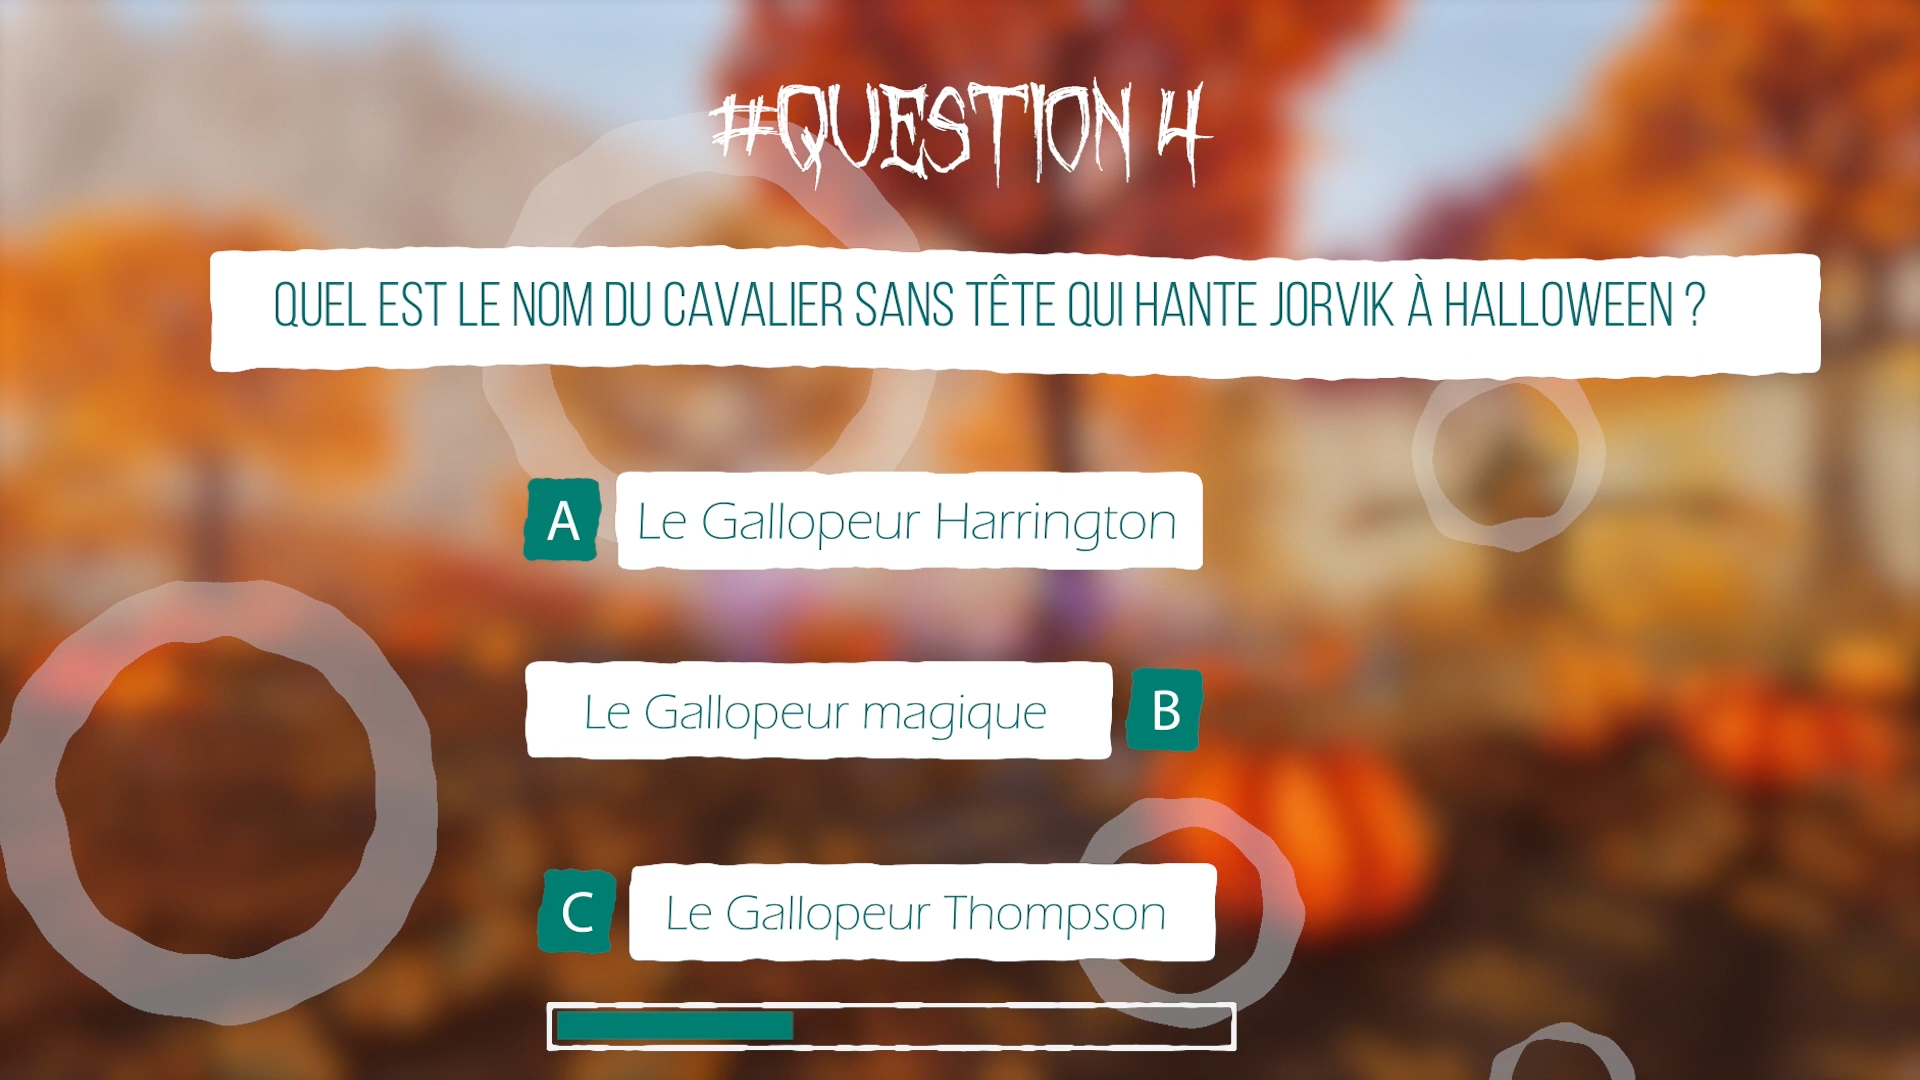 #QUESTION 4
QUEL EST LE NOM DU CAVALIER SANS TÊTE QUI HANTE JORVIK À HALLOWEEN ?
A Le Gallopeur Harrington
Le Gallopeur magique B
C Le Gallopeur Thompson